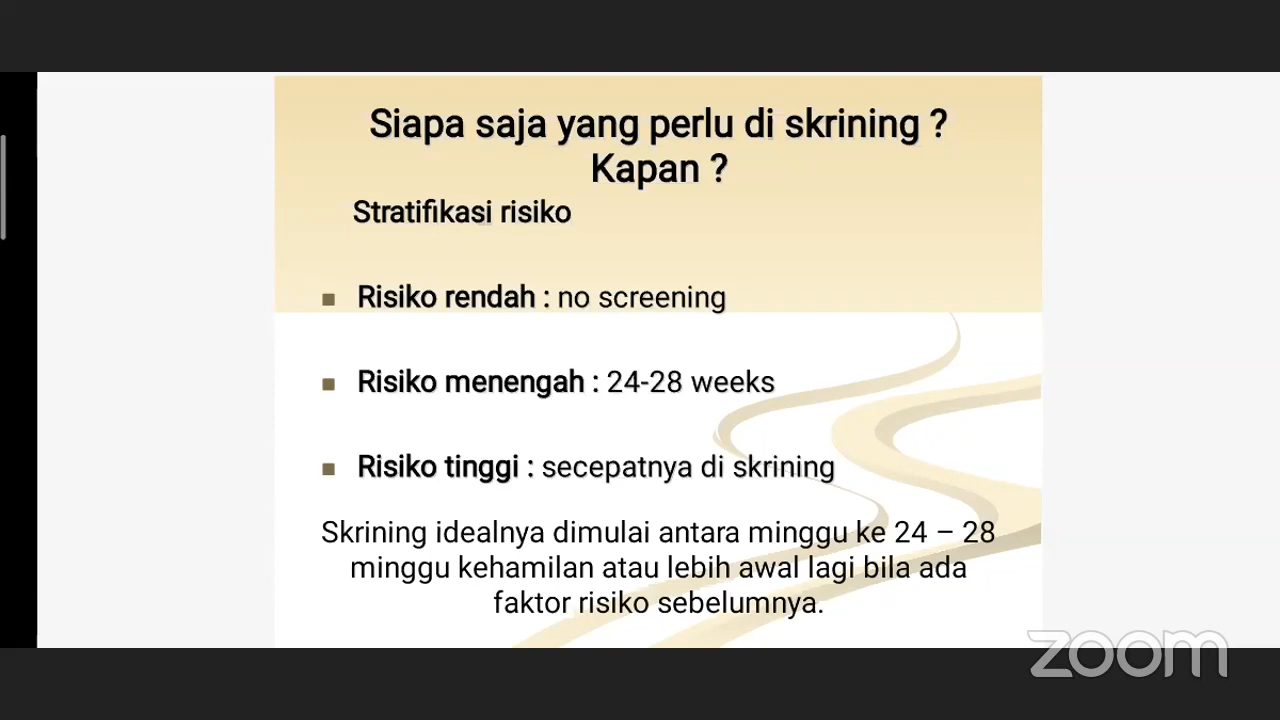 Siapa saja yang perlu di skrining ?
Kapan ?
Stratifikasi risiko
Risiko rendah : no screening
Risiko menengah : 24-28 weeks
Risiko tinggi : secepatnya di skrining
Skrining idealnya dimulai antara minggu ke 24 – 28
minggu kehamilan atau lebih awal lagi bila ada
faktor risiko sebelumnya.
zoom